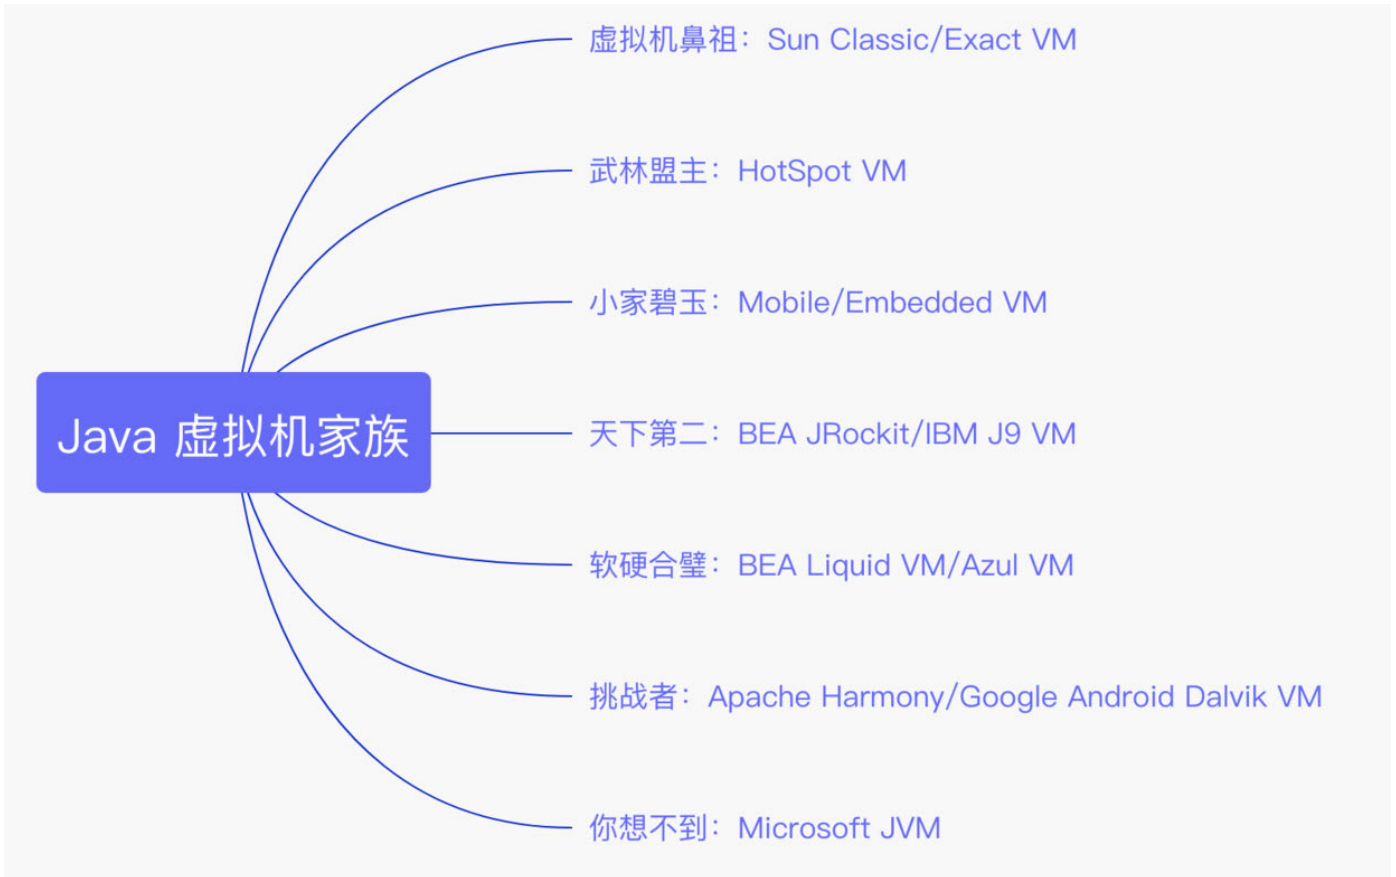 虚拟机鼻祖：Sun Classic/Exact VM
武林盟主：HotSpot VM
小家碧玉：Mobile/Embedded VM
Java 虚拟机家族
天下第二：BEA JRockit/IBM J9 VM
软硬合璧：BEA Liquid VM/Azul VM
挑战者：Apache Harmony/Google Android Dalvik VM
你想不到：Microsoft JVM